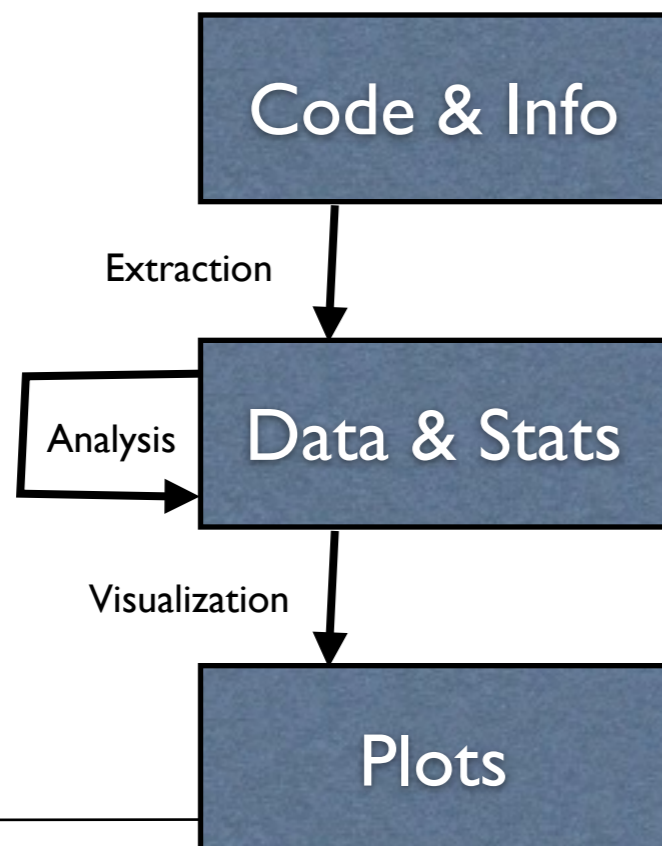 Code & Info
Extraction
Analysis
Data & Stats
Visualization
Plots